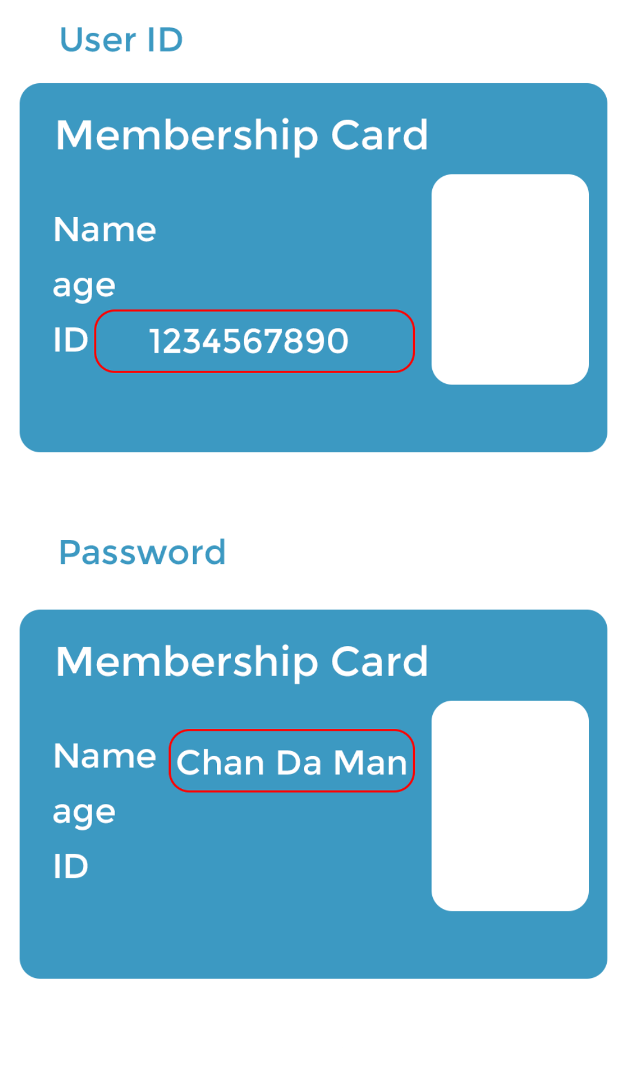 User ID
Membership Card
Name
age
ID 1234567890
Password
Membership Card
Name Chan Da Man
age
ID